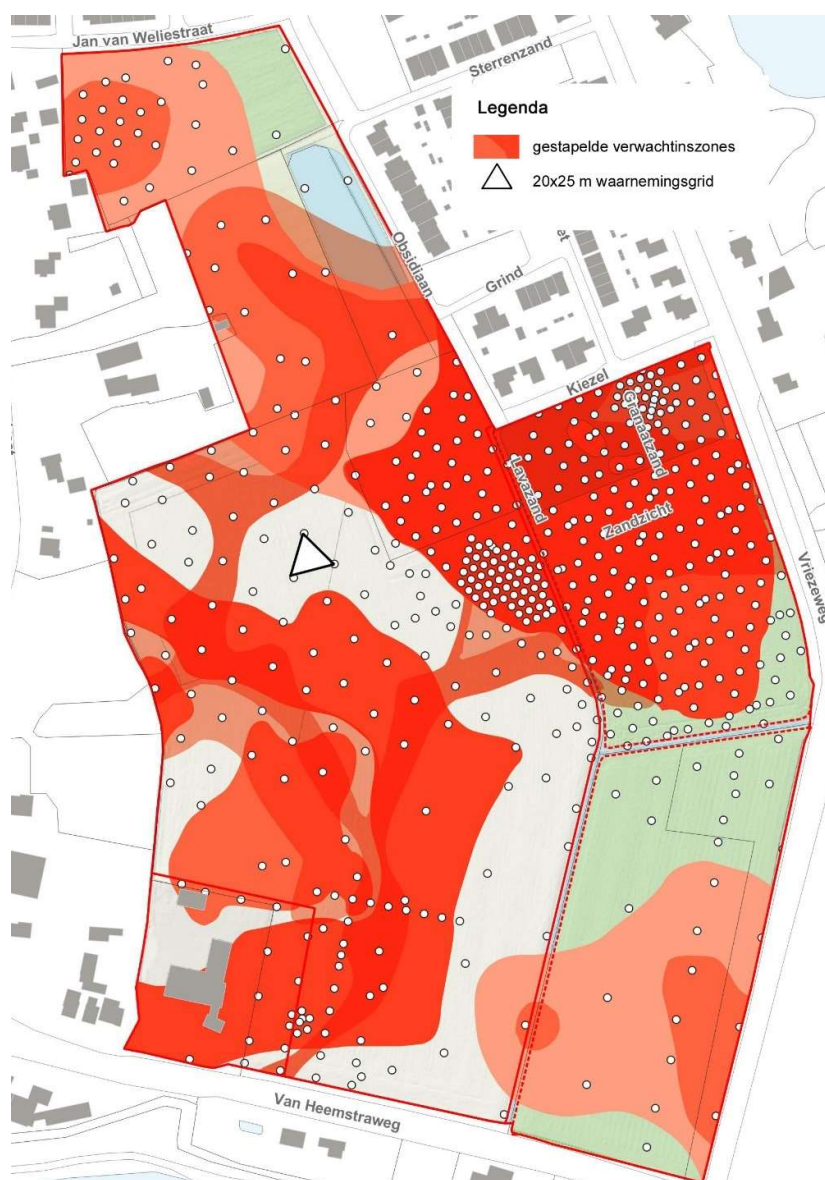 Jan van Weliestraat
Sterrenzand
Legenda
gestapelde verwachtinszones
20x25 m waarnemingsgrid
Obsidiaan
Grind
Kiezel
Granaatzand
Lavazand
Zandzicht
Vriezeweg
Van Heemstraweg